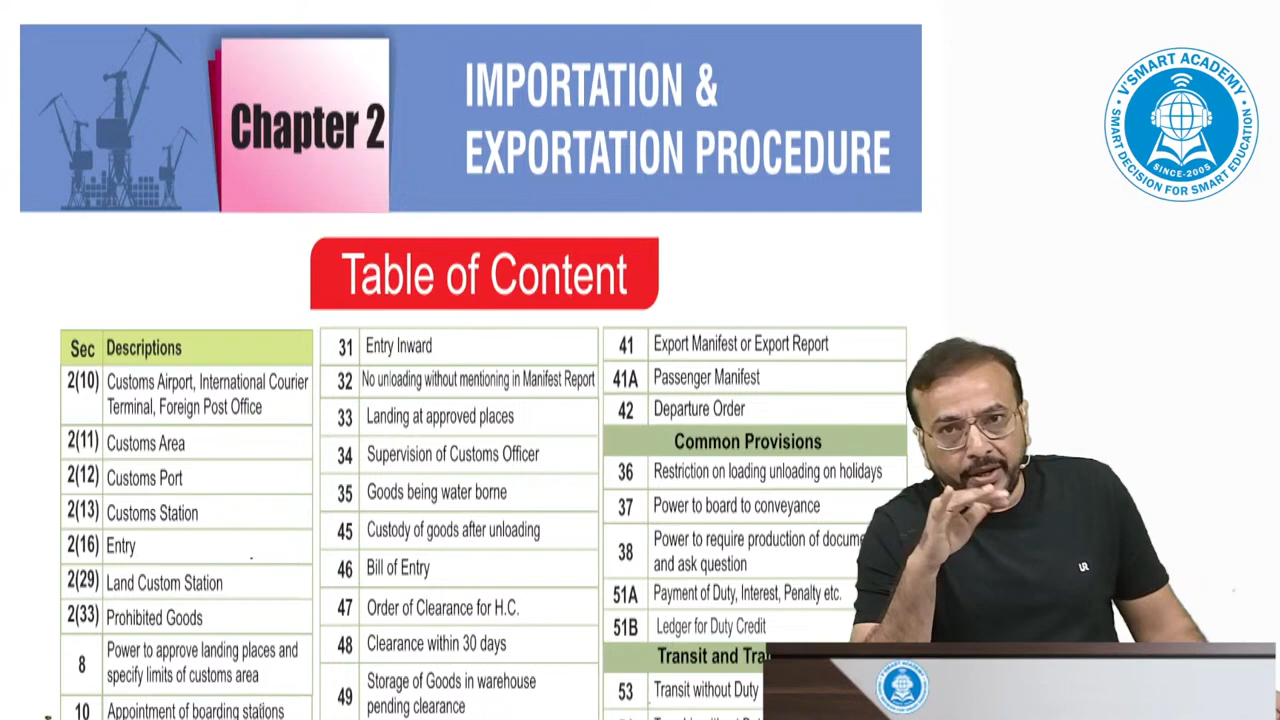 Chapter 2
IMPORTATION &
EXPORTATION PROCEDURE
V'SMART ACADEMY
SMART DECISION FOR SMART EDUCATION
SINCE-2005
Table of Content
Sec Descriptions
2(10) Customs Airport, International Courier
Terminal, Foreign Post Office
2(11) Customs Area
2(12) Customs Port
2(13) Customs Station
2(16) Entry
2(29) Land Custom Station
2(33) Prohibited Goods
8 Power to approve landing places and
specify limits of customs area
10 Appointment of boarding stations
31 Entry Inward
32 No unloading without mentioning in Manifest Report
33 Landing at approved places
34 Supervision of Customs Officer
35 Goods being water borne
45 Custody of goods after unloading
46 Bill of Entry
47 Order of Clearance for H.C.
48 Clearance within 30 days
49 Storage of Goods in warehouse
pending clearance
41 Export Manifest or Export Report
41A Passenger Manifest
42 Departure Order
Common Provisions
36 Restriction on loading unloading on holidays
37 Power to board to conveyance
38 Power to require production of docume
and ask question
51A Payment of Duty, Interest, Penalty etc.
51B Ledger for Duty Credit
Transit and Tra
53 Transit without Duty
UR